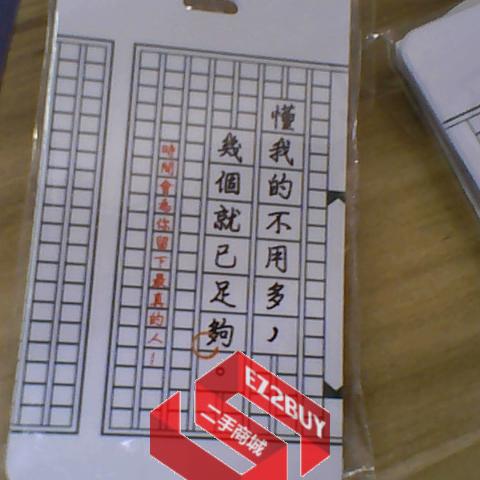 懂我的不用多，
幾個就已足夠。
時間會為你留下最真的人！
EZ2BUY
二手商城